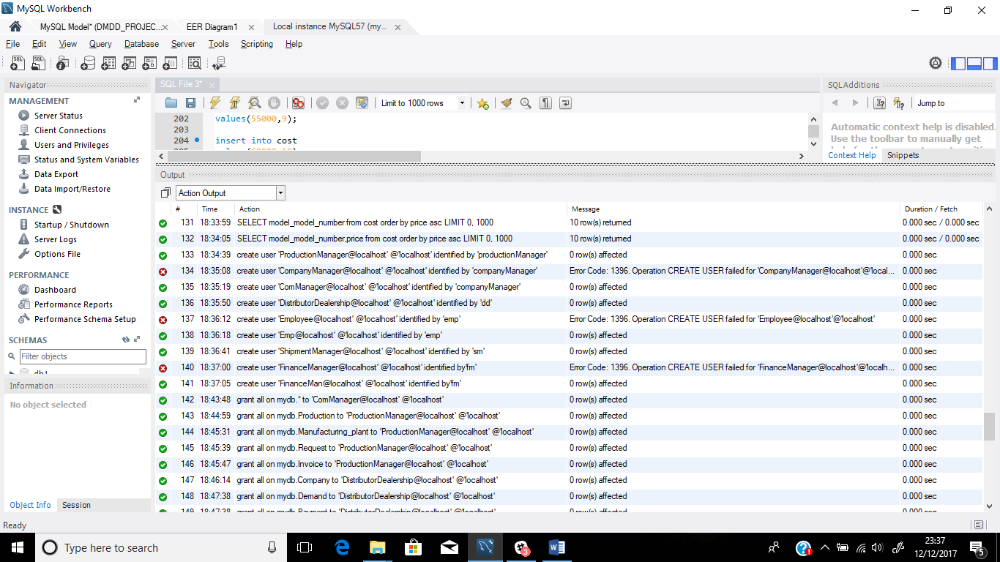 MySQL Workbench
MySQL Model* (DMDD_PROJEC... × EER Diagram1 × Local instance MySQL57 (my... ×
File Edit View Query Database Server Tools Scripting Help
Navigator
MANAGEMENT
Server Status
Client Connections
Users and Privileges
Status and System Variables
Data Export
Data Import/Restore
INSTANCE
Startup / Shutdown
Server Logs
Options File
PERFORMANCE
Dashboard
Performance Reports
Performance Schema Setup
SCHEMAS
Filter objects
db1
Information
No object selected
Object Info Session
SQL File 3* ×
Limit to 1000 rows
202 values(55000,9);
203
204 insert into cost
SQLAdditions
Jump to
Automatic context help is disabled.
Use the toolbar to manually get
Context Help Snippets
Output
Action Output
# Time Action Message Duration / Fetch
131 18:33:59 SELECT model_model_number from cost order by price asc LIMIT 0, 1000 10 row(s) returned 0.000 sec / 0.000 sec
132 18:34:05 SELECT model_model_number,price from cost order by price asc LIMIT 0, 1000 10 row(s) returned 0.000 sec / 0.000 sec
133 18:34:39 create user 'ProductionManager@localhost' @'localhost' identified by 'productionManager' 0 row(s) affected 0.000 sec
134 18:35:08 create user 'CompanyManager@localhost' @'localhost' identified by 'companyManager' Error Code: 1396. Operation CREATE USER failed for 'CompanyManager@localhost'@'local... 0.000 sec
135 18:35:19 create user 'ComManager@localhost' @'localhost' identified by 'companyManager' 0 row(s) affected 0.000 sec
136 18:35:50 create user 'DistributorDealership@localhost' @'localhost' identified by 'dd' 0 row(s) affected 0.000 sec
137 18:36:12 create user 'Employee@localhost' @'localhost' identified by 'emp' Error Code: 1396. Operation CREATE USER failed for 'Employee@localhost'@'localhost' 0.000 sec
138 18:36:18 create user 'Emp@localhost' @'localhost' identified by 'emp' 0 row(s) affected 0.000 sec
139 18:36:41 create user 'ShipmentManager@localhost' @'localhost' identified by 'sm' 0 row(s) affected 0.000 sec
140 18:37:00 create user 'FinanceManager@localhost' @'localhost' identified by'fm' Error Code: 1396. Operation CREATE USER failed for 'FinanceManager@localhost'@'localh... 0.000 sec
141 18:37:05 create user 'FinanceMan@localhost' @'localhost' identified by'fm' 0 row(s) affected 0.000 sec
142 18:43:48 grant all on mydb.* to 'ComManager@localhost' @'localhost' 0 row(s) affected 0.000 sec
143 18:44:59 grant all on mydb.Production to 'ProductionManager@localhost' @'localhost' 0 row(s) affected 0.000 sec
144 18:45:31 grant all on mydb.Manufacturing_plant to 'ProductionManager@localhost' @'localhost' 0 row(s) affected 0.000 sec
145 18:45:39 grant all on mydb.Request to 'ProductionManager@localhost' @'localhost' 0 row(s) affected 0.000 sec
146 18:45:47 grant all on mydb.Invoice to 'ProductionManager@localhost' @'localhost' 0 row(s) affected 0.000 sec
147 18:46:14 grant all on mydb.Company to 'DistributorDealership@localhost' @'localhost' 0 row(s) affected 0.000 sec
148 18:47:38 grant all on mydb.Demand to 'DistributorDealership@localhost' @'localhost' 0 row(s) affected 0.000 sec
149 18:47:38 grant all on mydb.Payment to 'DistributorDealership@localhost' @'localhost' 0 row(s) affected 0.000 sec
Ready
Type here to search
3
23:37
12/12/2017
5